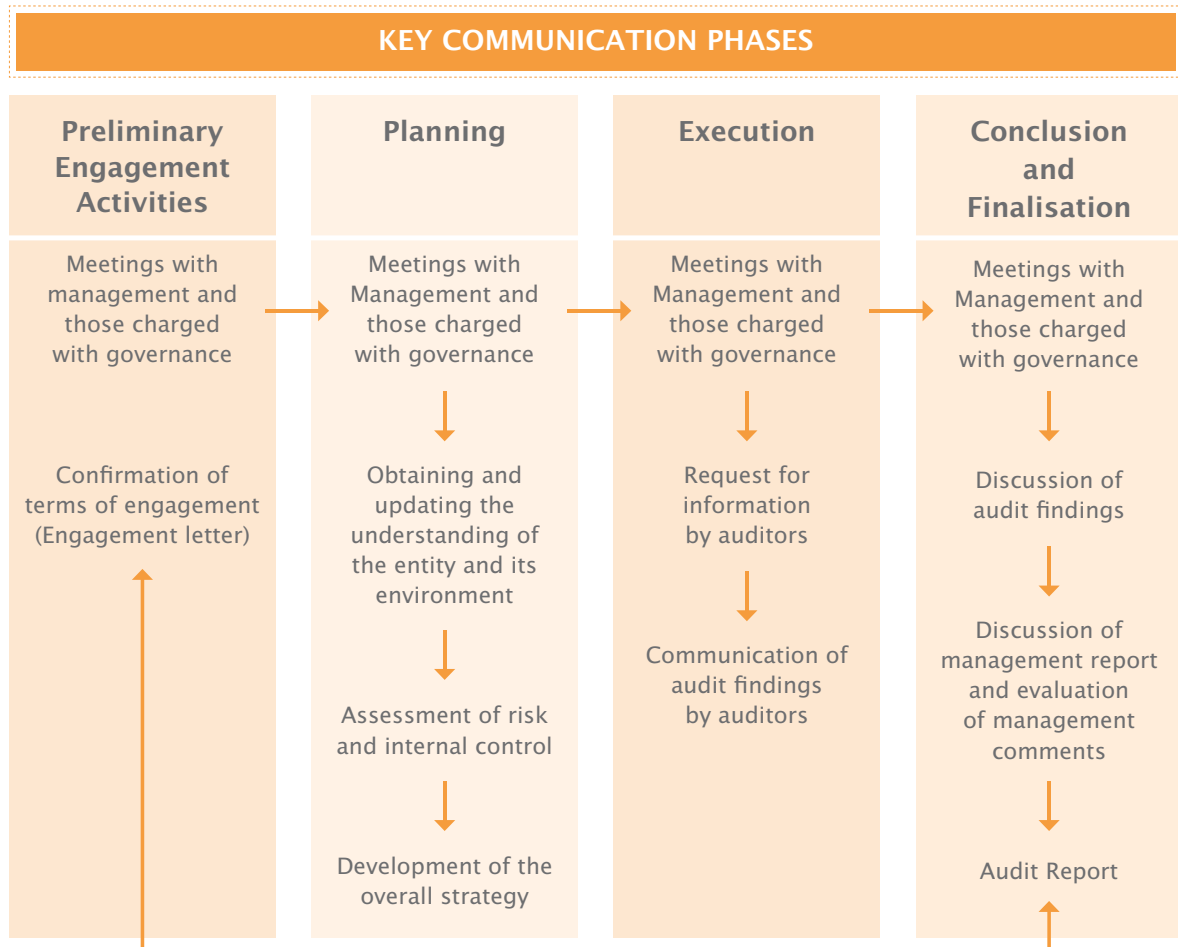 KEY COMMUNICATION PHASES
Preliminary
Engagement
Activities
Meetings with
management and
those charged
with governance
Confirmation of
terms of engagement
(Engagement letter)
Planning
Meetings with
Management and
those charged
with governance
Obtaining and
updating the
understanding of
the entity and its
environment
Assessment of risk
and internal control
Development of the
overall strategy
Execution
Meetings with
Management and
those charged
with governance
Request for
information
by auditors
Communication of
audit findings
by auditors
Conclusion
and
Finalisation
Meetings with
Management and
those charged
with governance
Discussion of
audit findings
Discussion of
management report
and evaluation
of management
comments
Audit Report